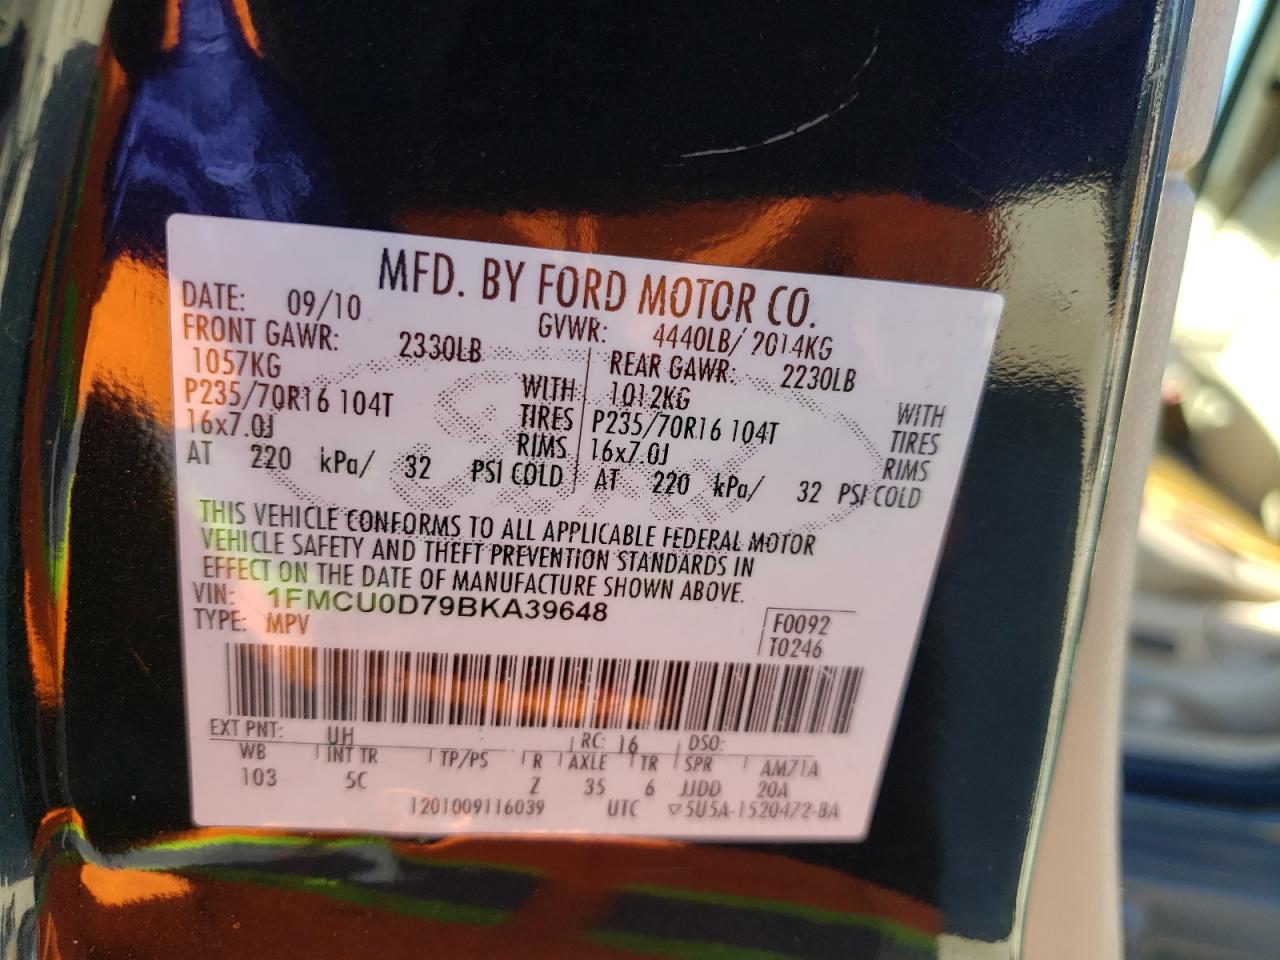 MFD. BY FORD MOTOR CO.
DATE: 09/10 GVWR: 4440LB/ 2014KG
FRONT GAWR: 2330LB REAR GAWR: 2230LB
1057KG WITH 1012KG WITH
P235/70R16 104T TIRES P235/70R16 104T TIRES
16x7.0J RIMS 16x7.0J RIMS
AT 220 kPa/ 32 PSI COLD AT 220 kPa/ 32 PSI COLD
THIS VEHICLE CONFORMS TO ALL APPLICABLE FEDERAL MOTOR
VEHICLE SAFETY AND THEFT PREVENTION STANDARDS IN
EFFECT ON THE DATE OF MANUFACTURE SHOWN ABOVE.
VIN: 1FMCU0D79BKA39648 F0092
TYPE: MPV T0246
EXT PNT: UH RC: 16 DSO:
WB INT TR TP/PS R AXLE TR SPR AM71A
103 5C Z 35 6 JJDD 20A
1201009116039 UTC ▽5U5A-1520472-BA